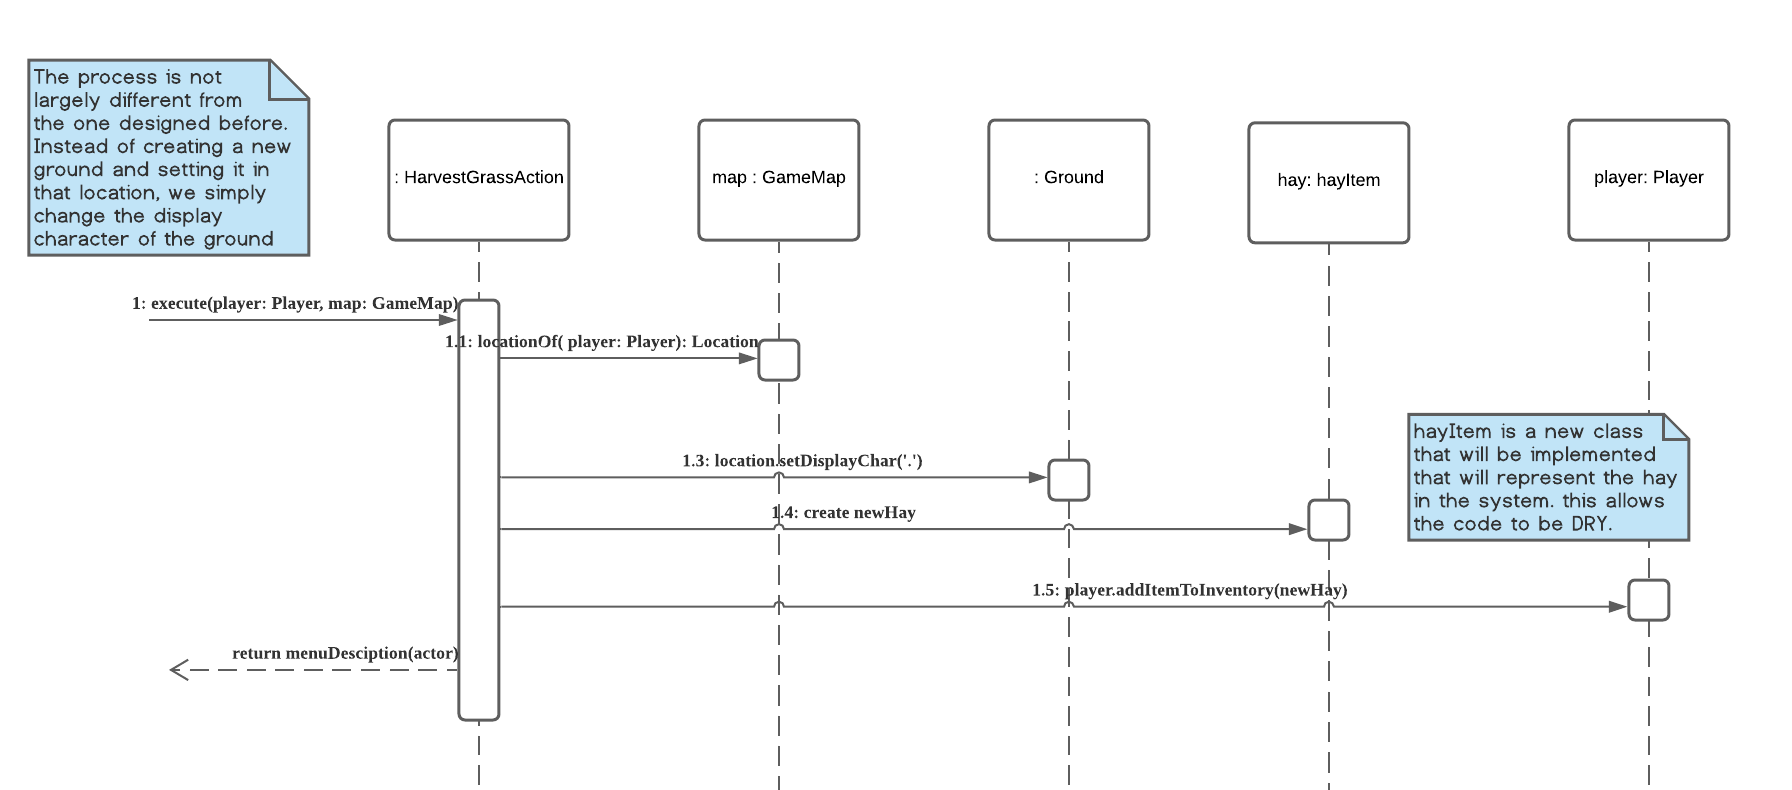 The process is not
largely different from
the one designed before.
Instead of creating a new
ground and setting it in
that location, we simply
change the display
character of the ground
: HarvestGrassAction
map : GameMap
: Ground
hay: hayItem
player: Player
1: execute(player: Player, map: GameMap)
1.1: locationOf( player: Player): Location
hayItem is a new class
that will be implemented
that will represent the hay
in the system. this allows
the code to be DRY.
1.3: location.setDisplayChar('.')
1.4: create newHay
1.5: player.addItemToInventory(newHay)
return menuDesciption(actor)